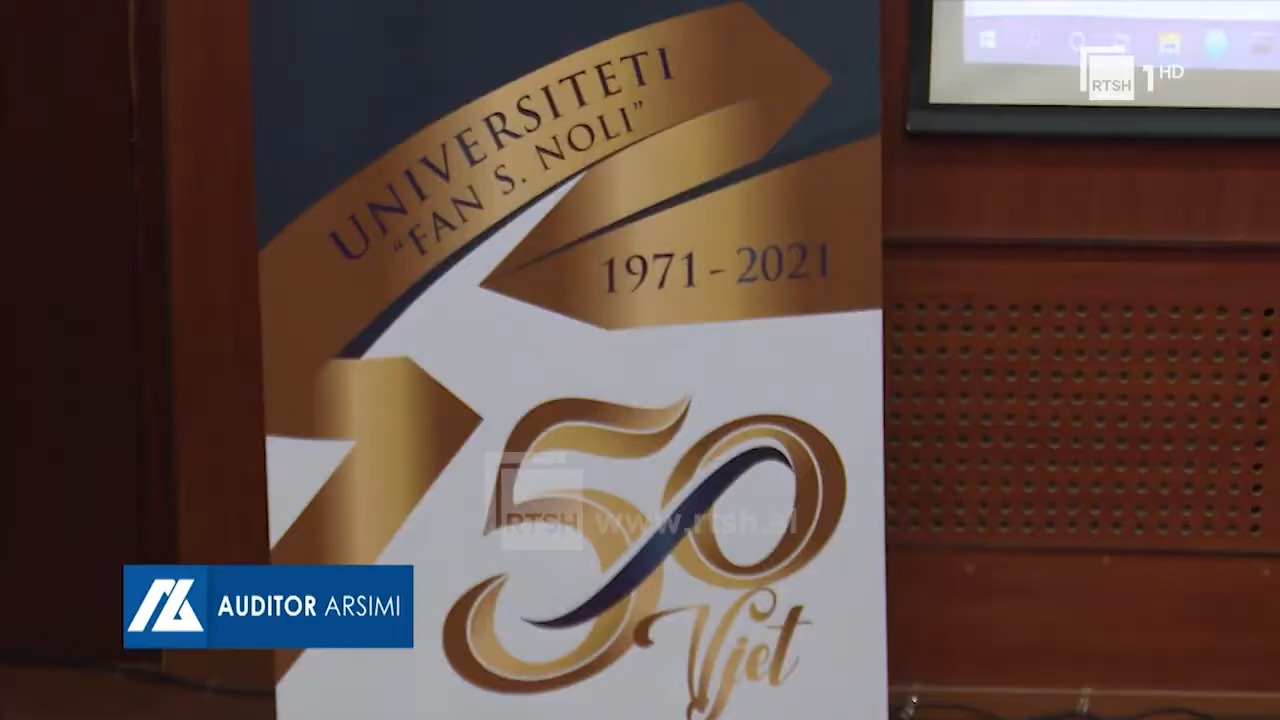 UNIVERSITETI
"FAN S. NOLI"
1971 - 2021
50
Vjet
RTSH 1 HD
RTSH www.rtsh.al
AUDITOR ARSIMI